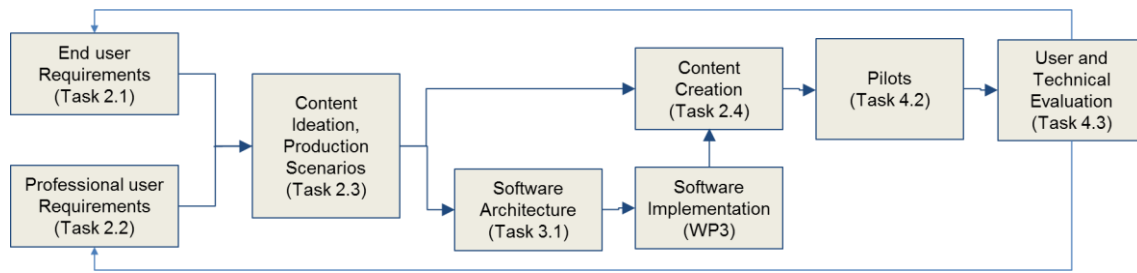 End user
Requirements
(Task 2.1)
Professional user
Requirements
(Task 2.2)
Content
Ideation,
Production
Scenarios
(Task 2.3)
Software
Architecture
(Task 3.1)
Content
Creation
(Task 2.4)
Software
Implementation
(WP3)
Pilots
(Task 4.2)
User and
Technical
Evaluation
(Task 4.3)